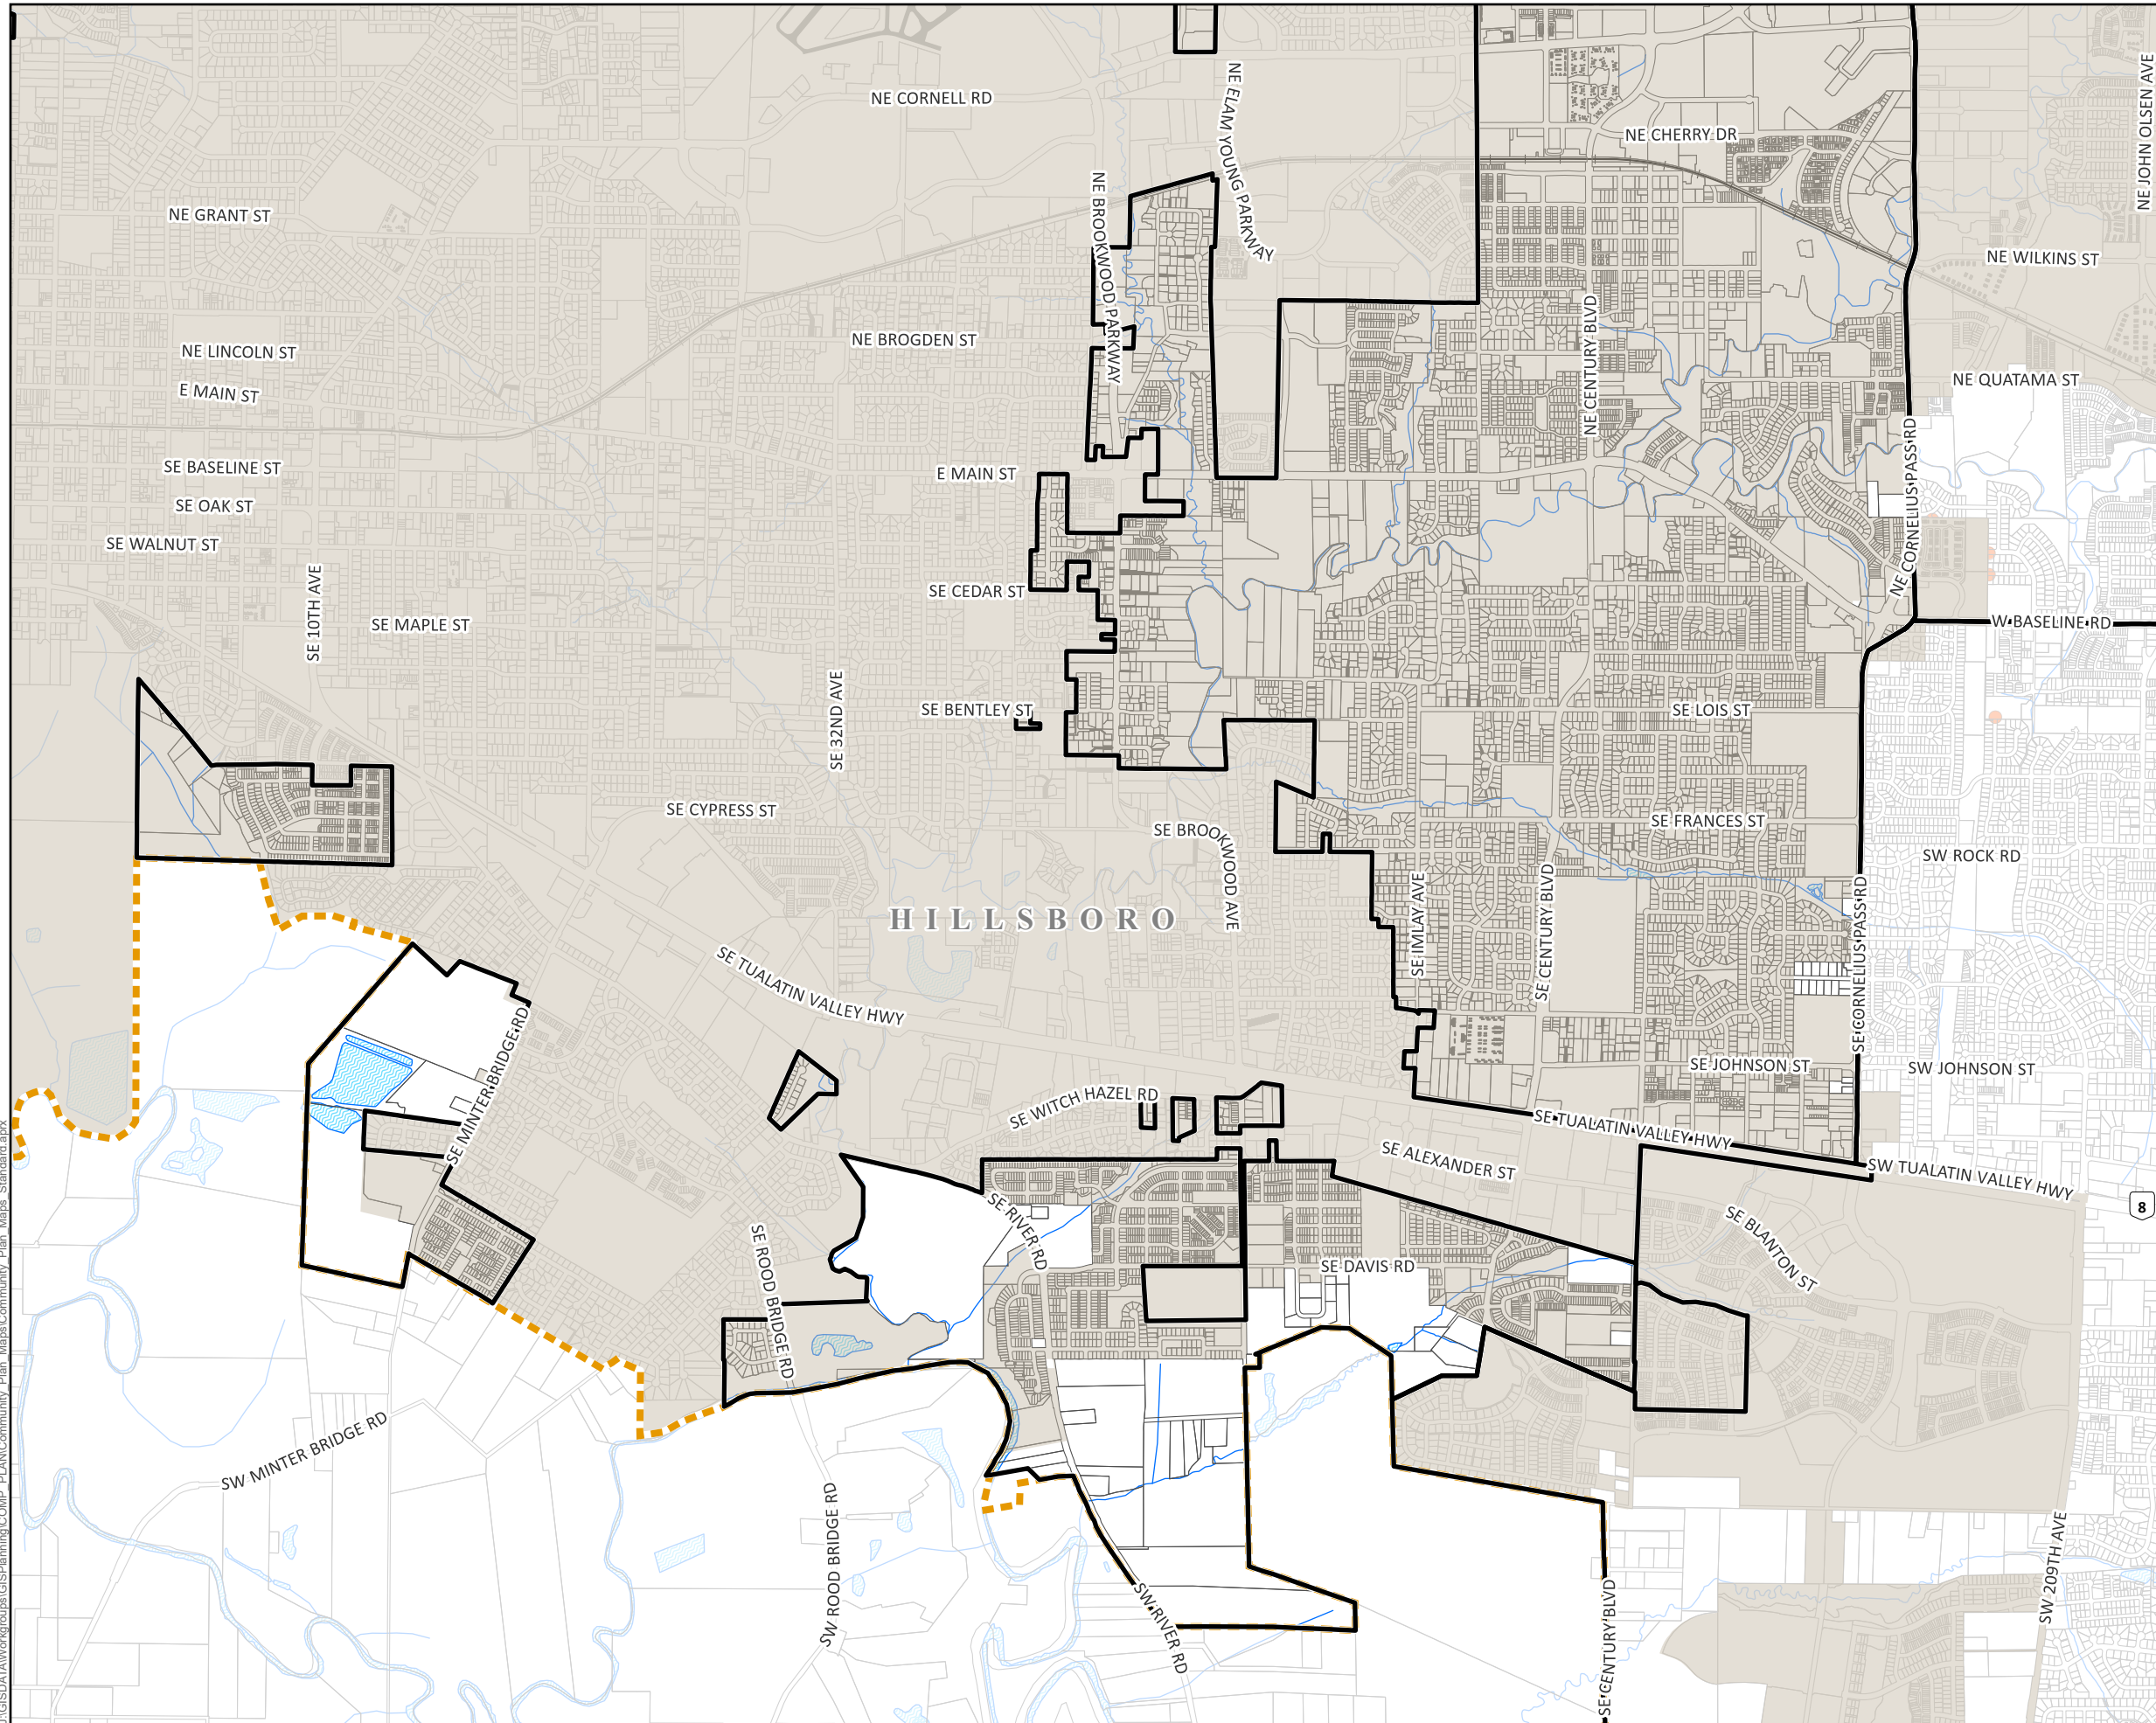 NE CORNELL RD
NE ELAM YOUNG PARKWAY
NE CHERRY DR
NE JOHN OLSEN AVE
NE GRANT ST
NE BROOKWOOD PARKWAY
NE WILKINS ST
NE BROGDEN ST
NE CENTURY BLVD
NE LINCOLN ST
E MAIN ST
NE QUATAMA ST
SE BASELINE ST
E MAIN ST
NE CORNELIUS PASS RD
SE OAK ST
SE WALNUT ST
SE 10TH AVE
SE CEDAR ST
SE MAPLE ST
W BASELINE RD
SE 32ND AVE
SE BENTLEY ST
SE LOIS ST
SE CYPRESS ST
SE BROOKWOOD AVE
SE FRANCES ST
SW ROCK RD
HILLSBORO
SE IMLAY AVE
SE CENTURY BLVD
SE CORNELIUS PASS RD
SE TUALATIN VALLEY HWY
SE MINTER BRIDGE RD
SE JOHNSON ST
SW JOHNSON ST
SE WITCH HAZEL RD
SE TUALATIN VALLEY HWY
SE ALEXANDER ST
SW TUALATIN VALLEY HWY
8
SE RIVER RD
SE ROOD BRIDGE RD
SE BLANTON ST
SE DAVIS RD
SW MINTER BRIDGE RD
SW ROOD BRIDGE RD
SW RIVER RD
SE CENTURY BLVD
SW 209TH AVE
J:\GISDATA\Workgroups\GISPlanning\COMP_PLAN\Community_Plan_Maps\Community_Plan_Maps_Standard.aprx